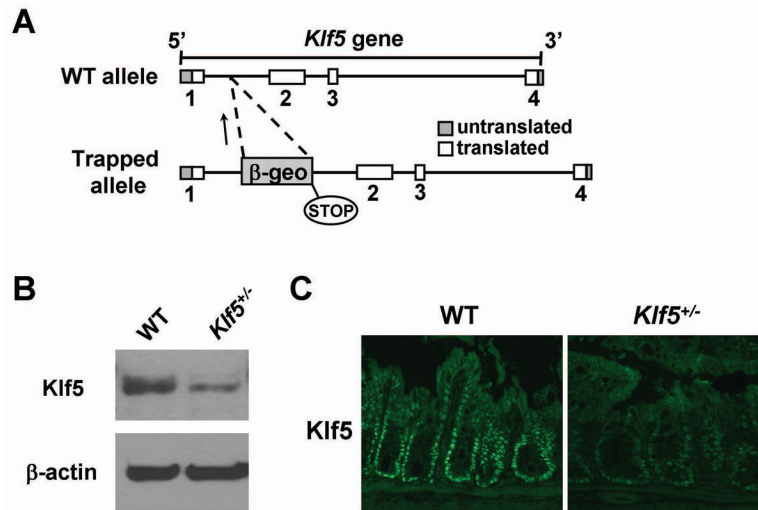 A
5’ Klf5 gene 3’
WT allele
1 2 3 4
untranslated
translated
Trapped
allele
β-geo
1 2 3 4
STOP
B
WT Klf5+/-
Klf5
β-actin
C
WT Klf5+/-
Klf5